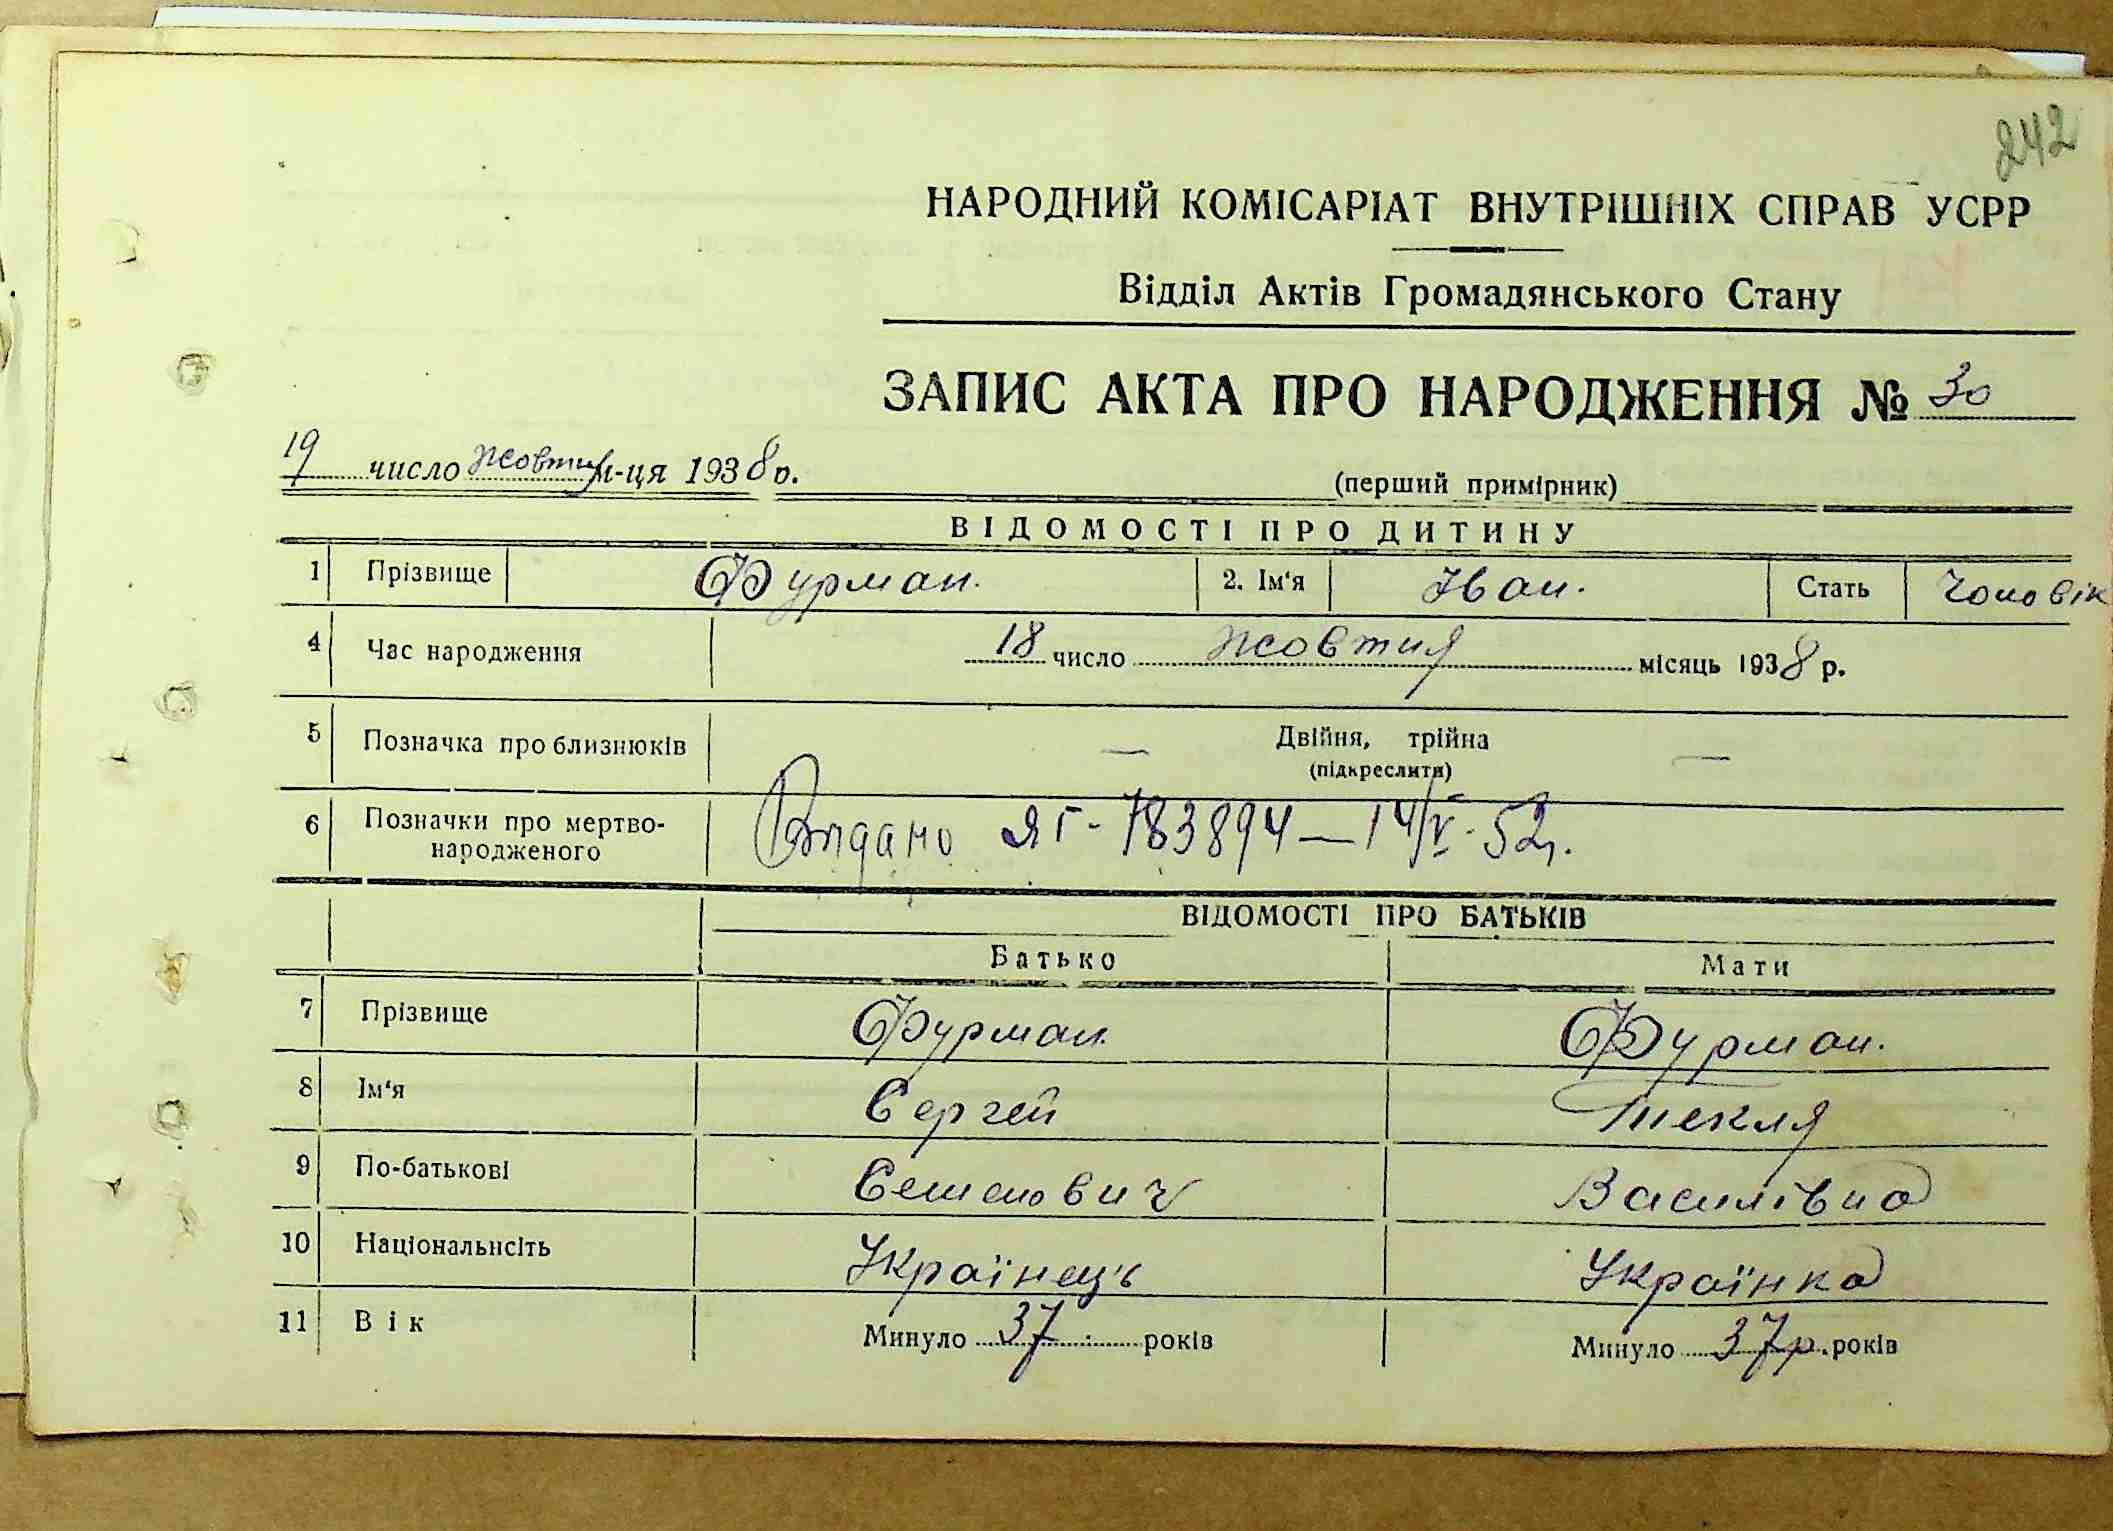 242
НАРОДНИЙ КОМІСАРІАТ ВНУТРІШНІХ СПРАВ УСРР
Відділ Актів Громадянського Стану
ЗАПИС АКТА ПРО НАРОДЖЕННЯ № 30
19 число жовтня м-ця 1938 р.
(перший примірник)
ВІДОМОСТІ ПРО ДИТИНУ
1 Прізвище Фурман. 2. Ім'я Іван. Стать Чоловік
4 Час народження 18 число жовтня місяць 1938 р.
5 Позначка про близнюків — Двійня, трійна —
(підкреслити)
6 Позначки про мертво-
народженого Видано ЯГ-783894—14/V-52р.
ВІДОМОСТІ ПРО БАТЬКІВ
Батько Мати
7 Прізвище Фурман. Фурман.
8 Ім'я Сергей Текля
9 По-батькові Семенович Василівна
10 Національнсіть Українець Українка
11 Вік Минуло 37 років Минуло 37р. років